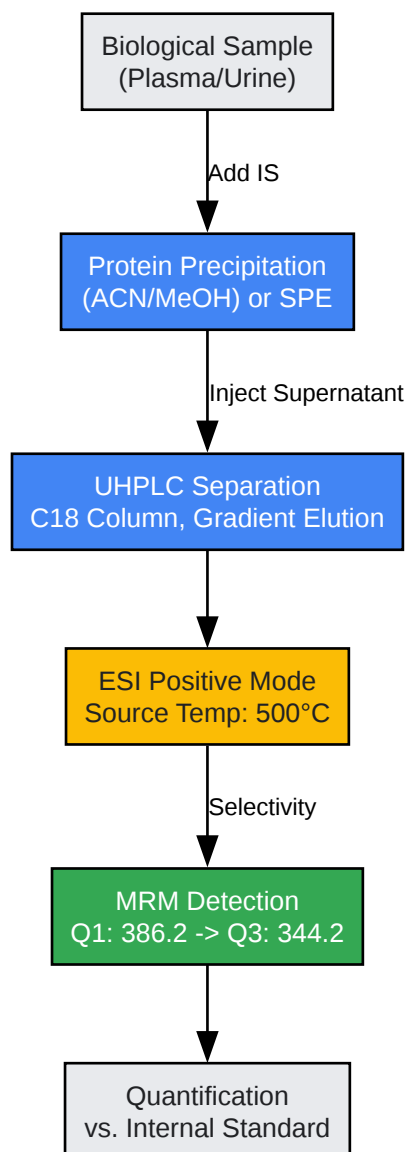 Biological Sample
(Plasma/Urine)
Add IS
Protein Precipitation
(ACN/MeOH) or SPE
Inject Supernatant
UHPLC Separation
C18 Column, Gradient Elution
ESI Positive Mode
Source Temp: 500°C
Selectivity
MRM Detection
Q1: 386.2 -> Q3: 344.2
Quantification
vs. Internal Standard